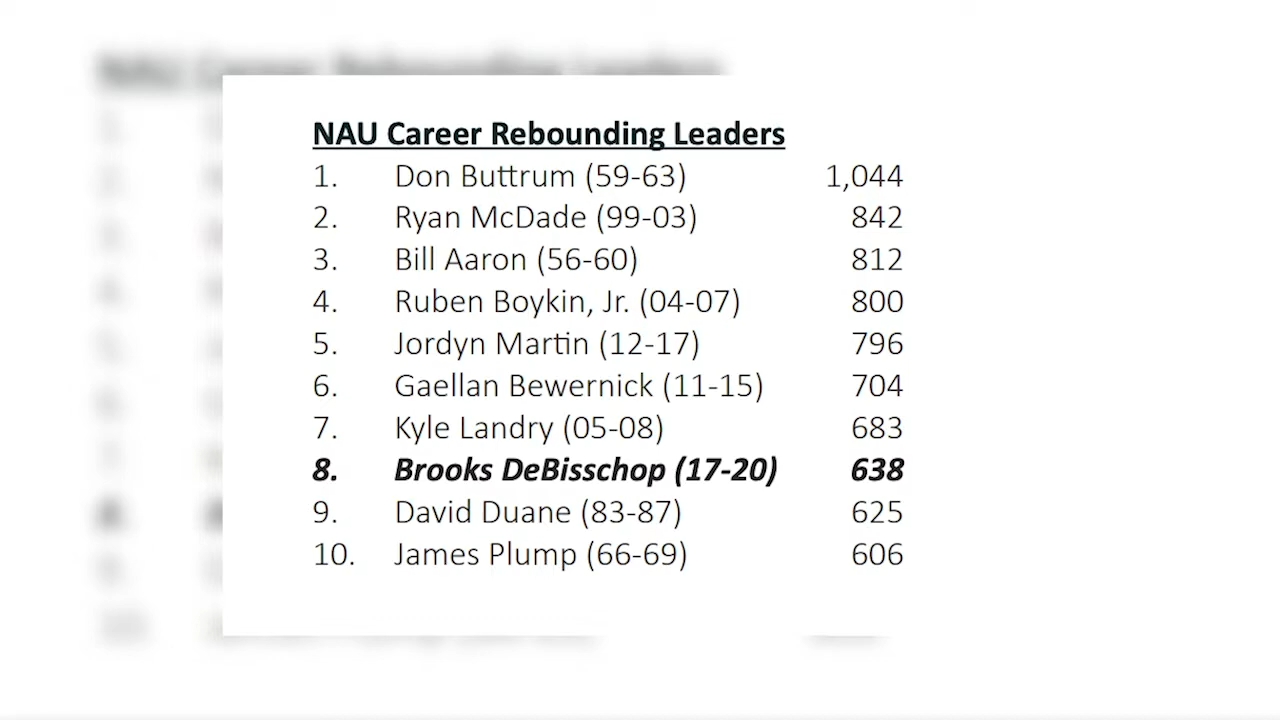 NAU Career Rebounding Leaders
1. Don Buttrum (59-63) 1,044
2. Ryan McDade (99-03) 842
3. Bill Aaron (56-60) 812
4. Ruben Boykin, Jr. (04-07) 800
5. Jordyn Martin (12-17) 796
6. Gaellan Bewernick (11-15) 704
7. Kyle Landry (05-08) 683
8. Brooks DeBisschop (17-20) 638
9. David Duane (83-87) 625
10. James Plump (66-69) 606